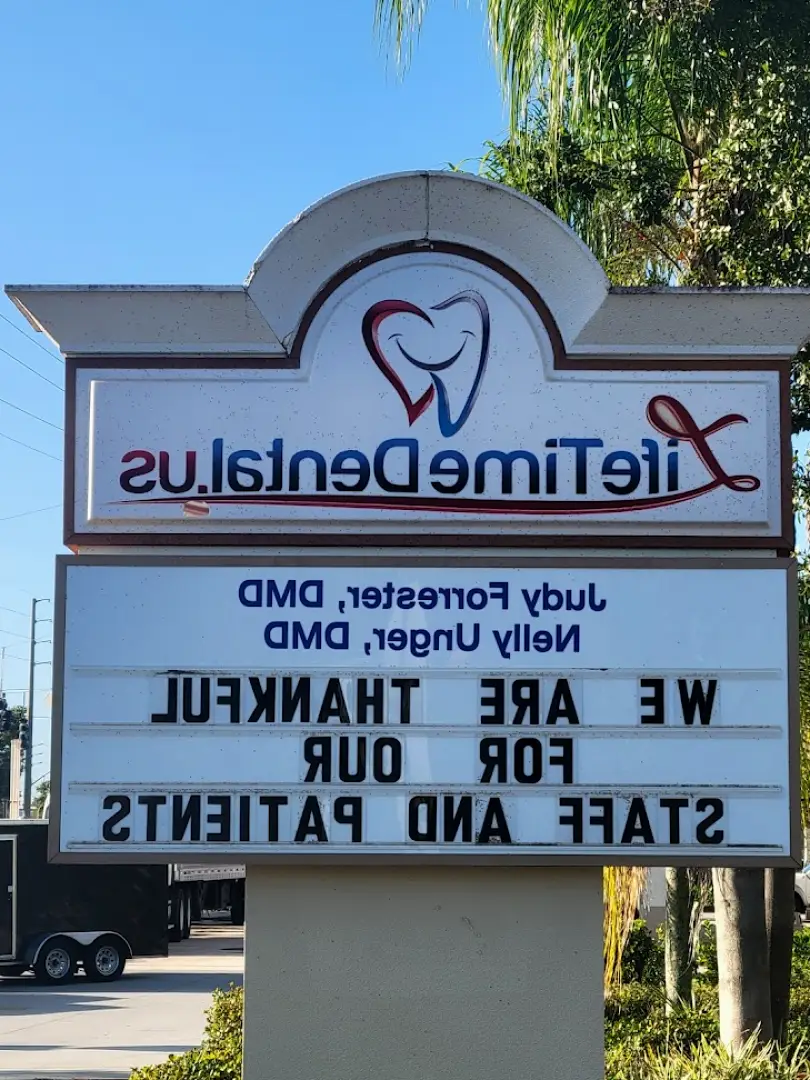 LifeTimeDental.us
Judy Forrester, DMD
Nelly Unger, DMD
WE ARE THANKFUL
FOR OUR
STAFF AND PATIENTS